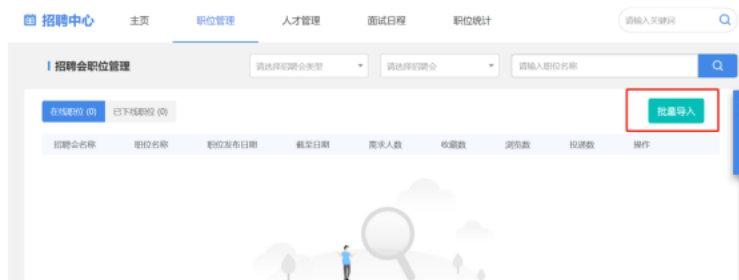 招聘中心 主页 职位管理 人才管理 面试日程 职位统计 请输入关键词
招聘会职位管理 请选择招聘会类型 请选择招聘会 请输入职位名称
在线职位 (0) 已下线职位 (0) 批量导入
招聘会名称 职位名称 职位发布日期 截至日期 需求人数 收藏数 浏览数 投递数 操作